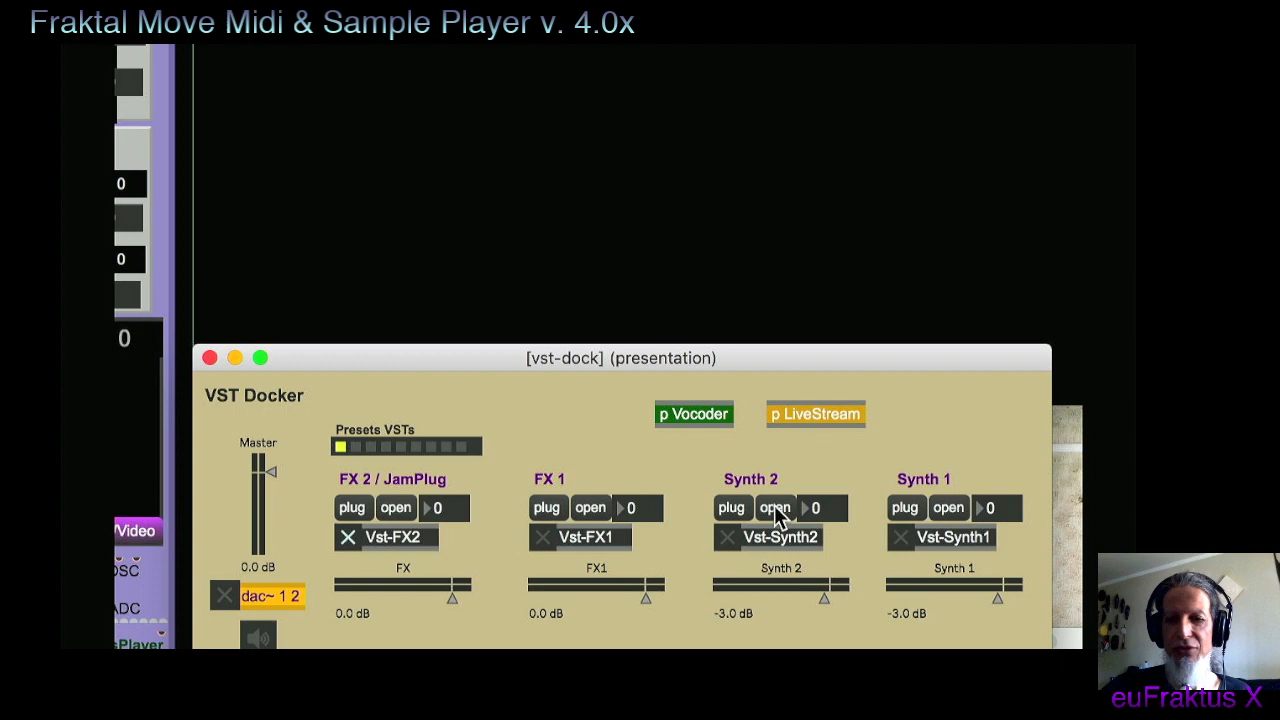 Fraktal Move Midi & Sample Player v. 4.0x
0
0
0
[vst-dock] (presentation)
VST Docker
p Vocoder
p LiveStream
Presets VSTs
Master
FX 2 / JamPlug
FX 1
Synth 2
Synth 1
plug open 0
plug open 0
plug open 0
plug open 0
Vst-FX2
Vst-FX1
Vst-Synth2
Vst-Synth1
/Video
OSC
ADC
sPlayer
0.0 dB
FX
FX1
Synth 2
Synth 1
dac~ 1 2
0.0 dB
0.0 dB
-3.0 dB
-3.0 dB
euFraktus X